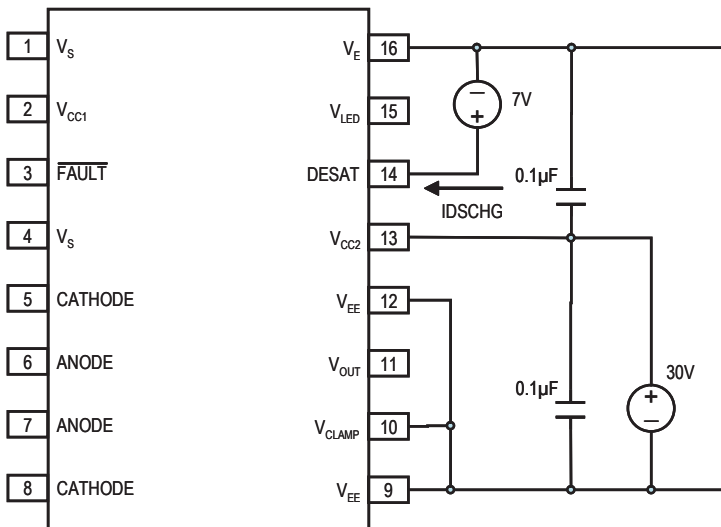 1 V_S
2 V_CC1
3 FAULT
4 V_S
5 CATHODE
6 ANODE
7 ANODE
8 CATHODE
V_E 16
V_LED 15
DESAT 14
V_CC2 13
V_EE 12
V_OUT 11
V_CLAMP 10
V_EE 9
− + 7V
IDSCHG
0.1µF
0.1µF
+ − 30V